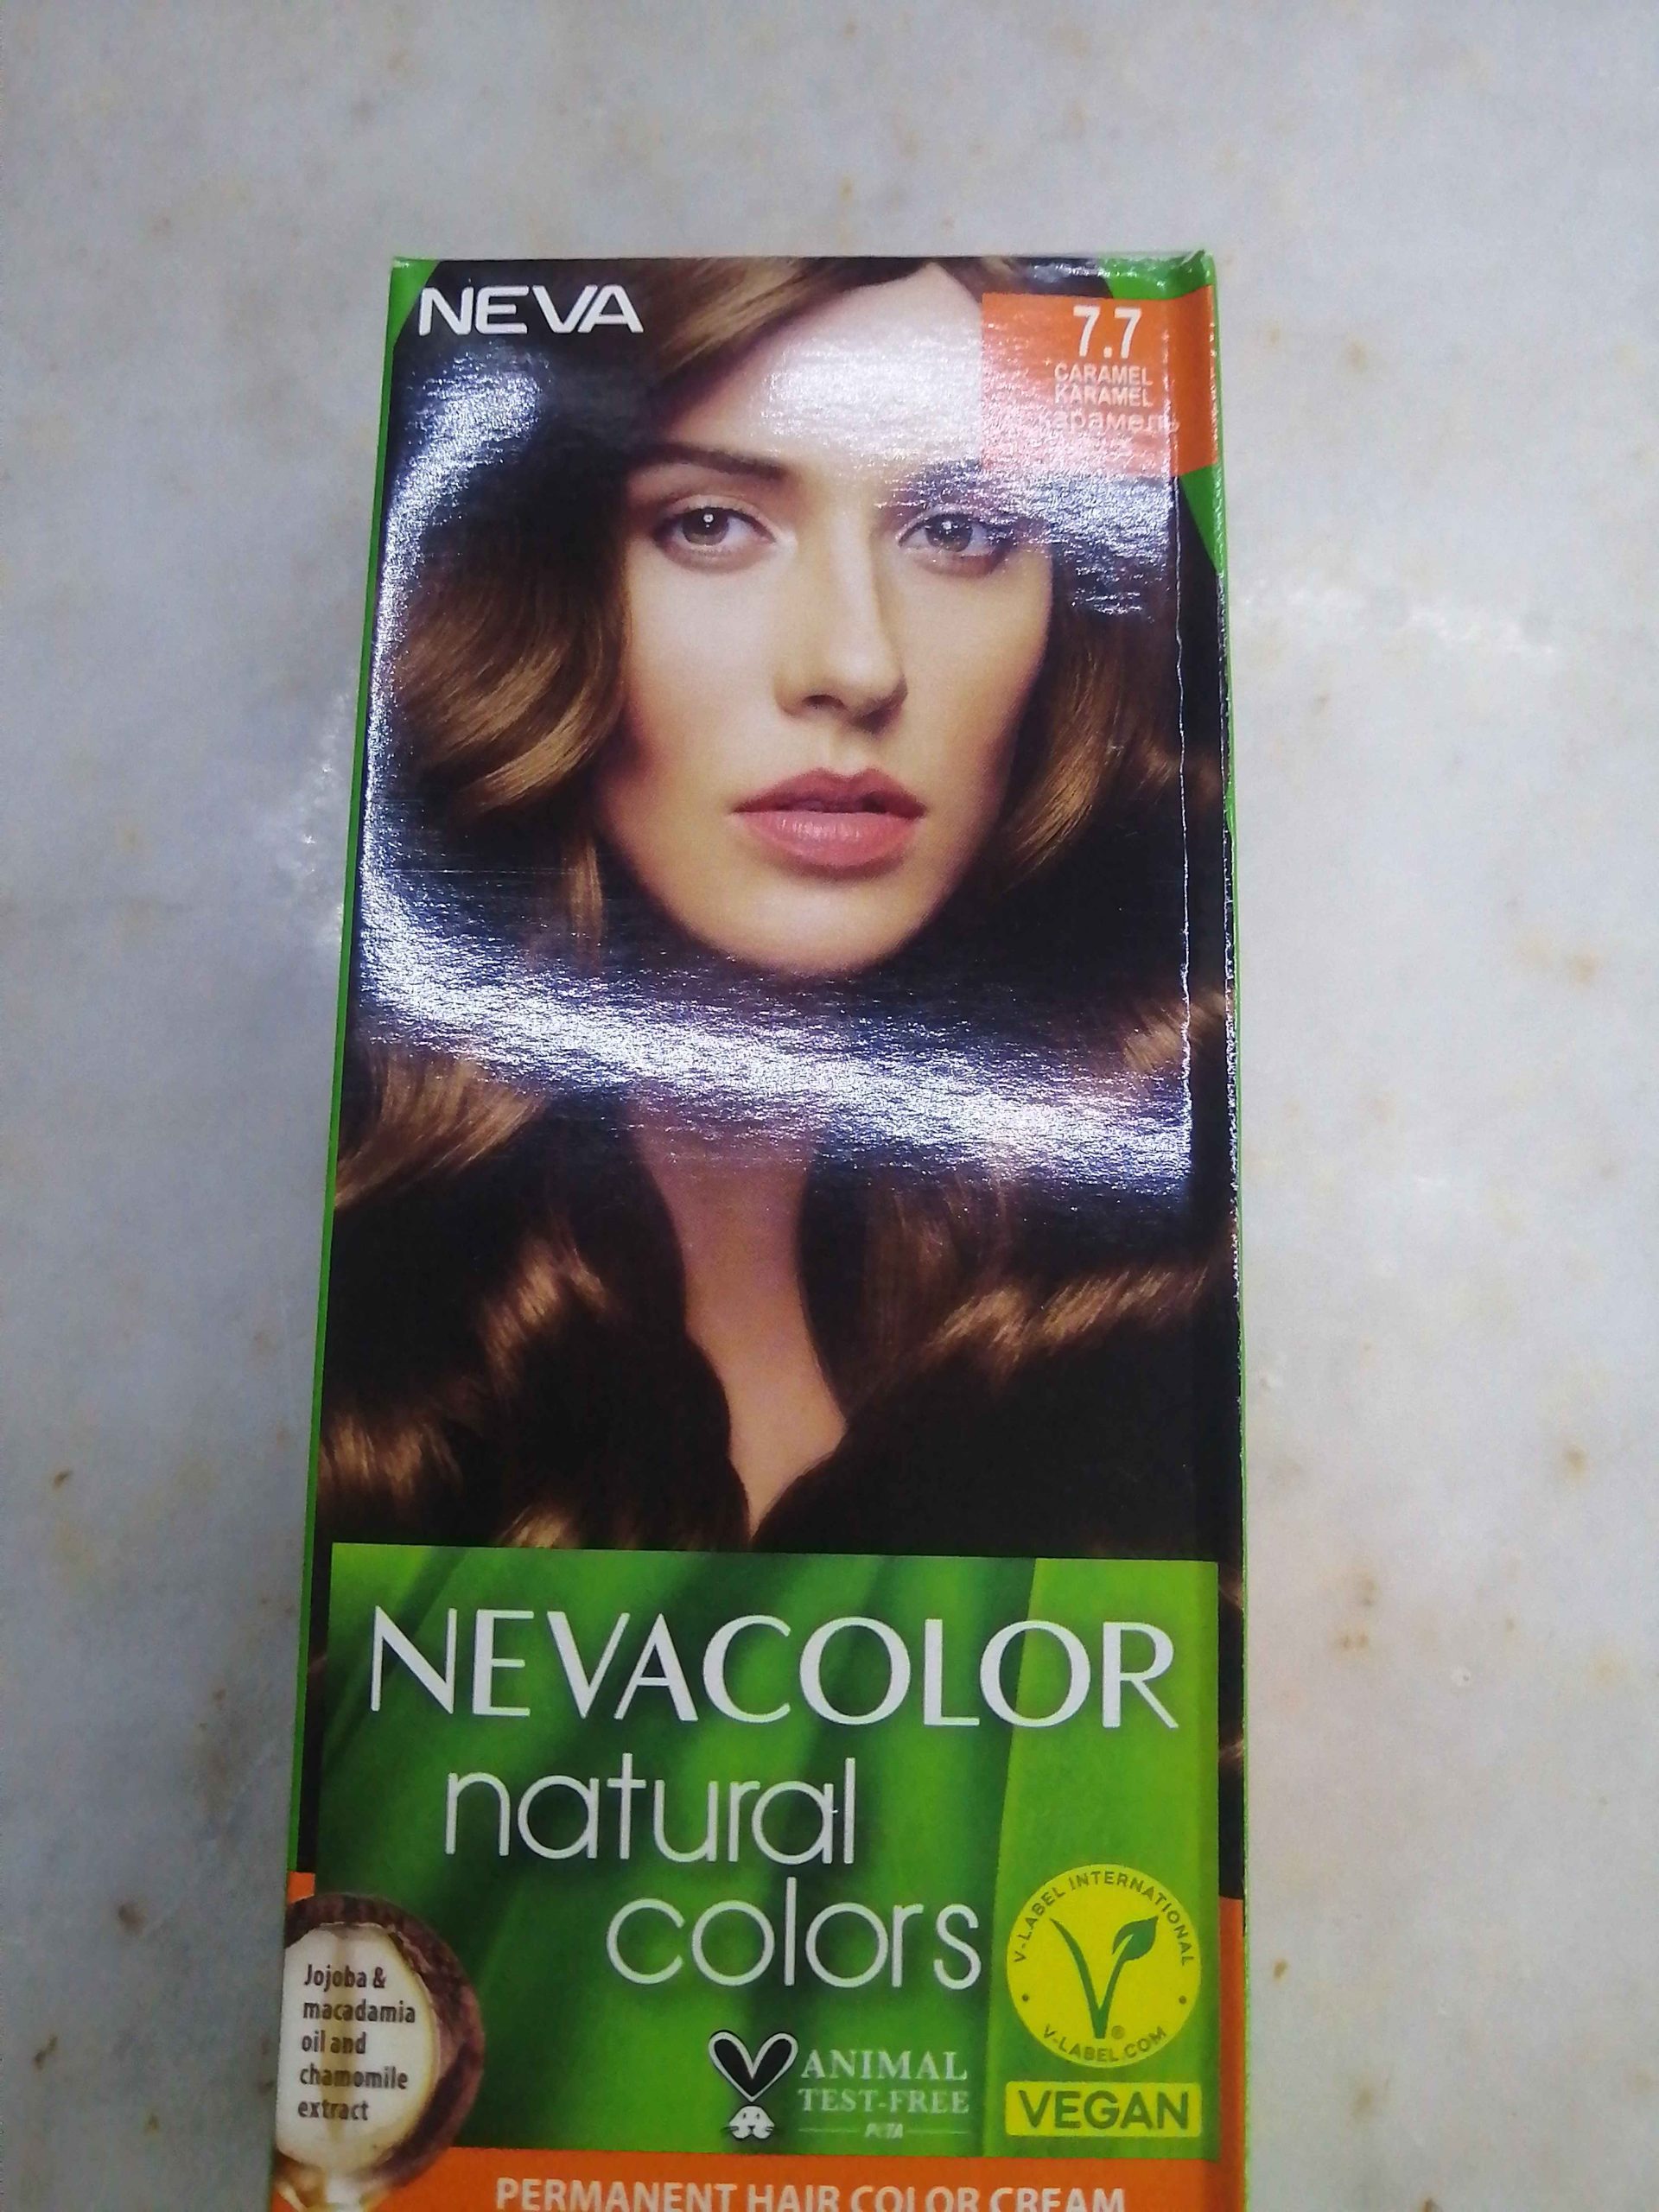 NEVA
7.7
CARAMEL
KARAMEL
NEVACOLOR
natural
colors
Jojoba &
macadamia
oil and
chamomile
extract
V-LABEL INTERNATIONAL
V-LABEL.COM
VEGAN
ANIMAL
TEST-FREE
PETA
PERMANENT HAIR COLOR CREAM